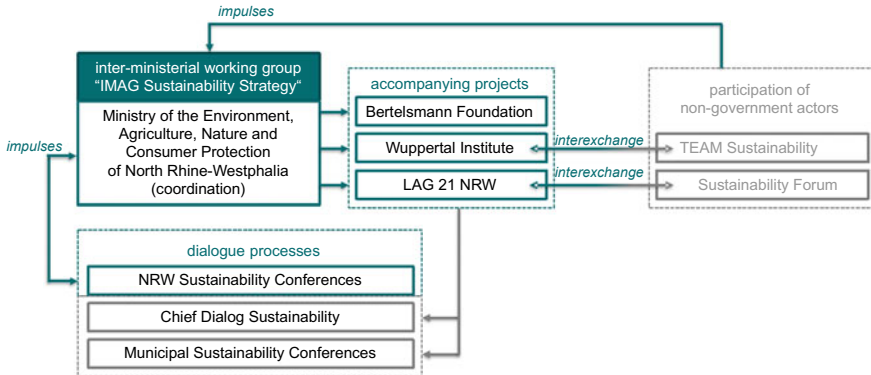 impulses
inter-ministerial working group
"IMAG Sustainability Strategy"
Ministry of the Environment,
Agriculture, Nature and
Consumer Protection
of North Rhine-Westphalia
(coordination)
impulses
accompanying projects
Bertelsmann Foundation
Wuppertal Institute
LAG 21 NRW
interexchange
interexchange
participation of
non-government actors
TEAM Sustainability
Sustainability Forum
dialogue processes
NRW Sustainability Conferences
Chief Dialog Sustainability
Municipal Sustainability Conferences